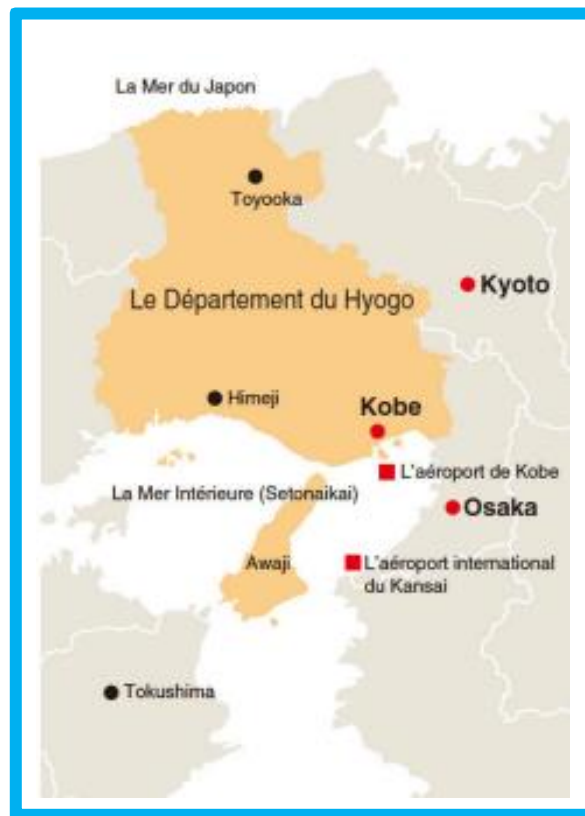 La Mer du Japon
Toyooka
Kyoto
Le Département du Hyogo
Himeji
Kobe
L'aéroport de Kobe
La Mer Intérieure (Setonaikai)
Osaka
Awaji
L'aéroport international
du Kansai
Tokushima